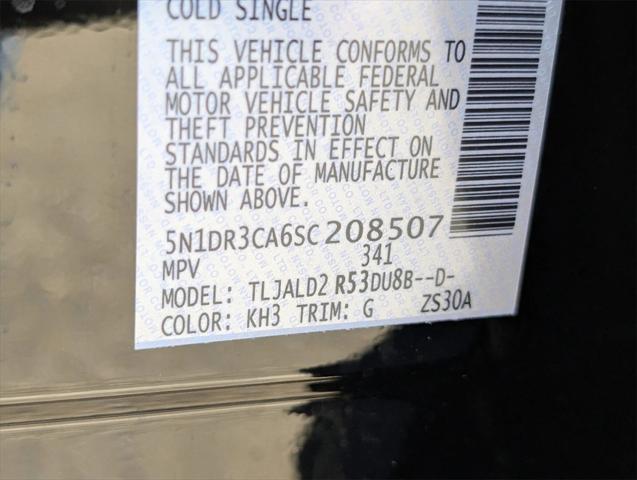 COLD SINGLE
THIS VEHICLE CONFORMS TO
ALL APPLICABLE FEDERAL
MOTOR VEHICLE SAFETY AND
THEFT PREVENTION
STANDARDS IN EFFECT ON
THE DATE OF MANUFACTURE
SHOWN ABOVE.
5N1DR3CA6SC208507
MPV 341
MODEL: TLJALD2 R53DU8B--D-
COLOR: KH3 TRIM: G ZS30A